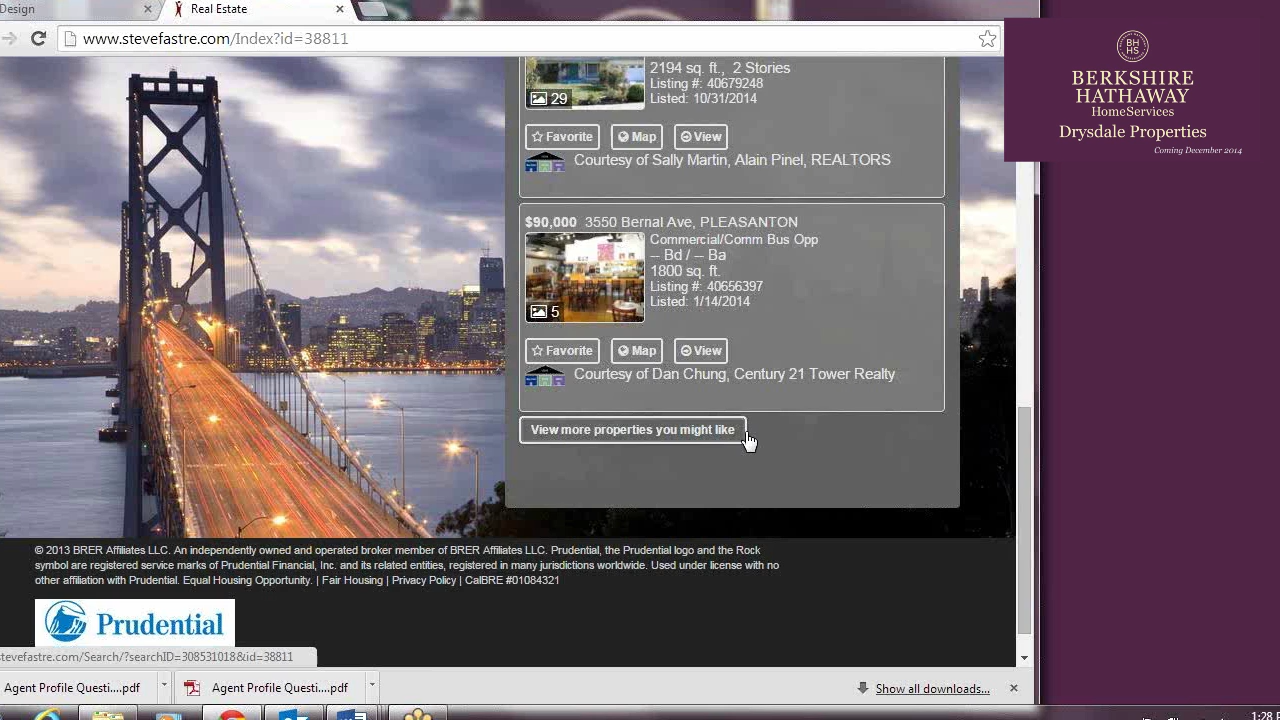 Design
Real Estate
www.stevefastre.com/Index?id=38811
BH
HS
BERKSHIRE
HATHAWAY
HomeServices
Drysdale Properties
Coming December 2014
2194 sq. ft., 2 Stories
Listing #: 40679248
29
Listed: 10/31/2014
Favorite
Map
View
Courtesy of Sally Martin, Alain Pinel, REALTORS
$90,000 3550 Bernal Ave, PLEASANTON
Commercial/Comm Bus Opp
-- Bd / -- Ba
1800 sq. ft.
Listing #: 40656397
Listed: 1/14/2014
5
Favorite
Map
View
Courtesy of Dan Chung, Century 21 Tower Realty
View more properties you might like
© 2013 BRER Affiliates LLC. An independently owned and operated broker member of BRER Affiliates LLC. Prudential, the Prudential logo and the Rock
symbol are registered service marks of Prudential Financial, Inc. and its related entities, registered in many jurisdictions worldwide. Used under license with no
other affiliation with Prudential. Equal Housing Opportunity. | Fair Housing | Privacy Policy | CalBRE #01084321
Prudential
stevefastre.com/Search/?searchID=308531018&id=38811
Agent Profile Questi....pdf
Agent Profile Questi....pdf
Show all downloads...
1:28